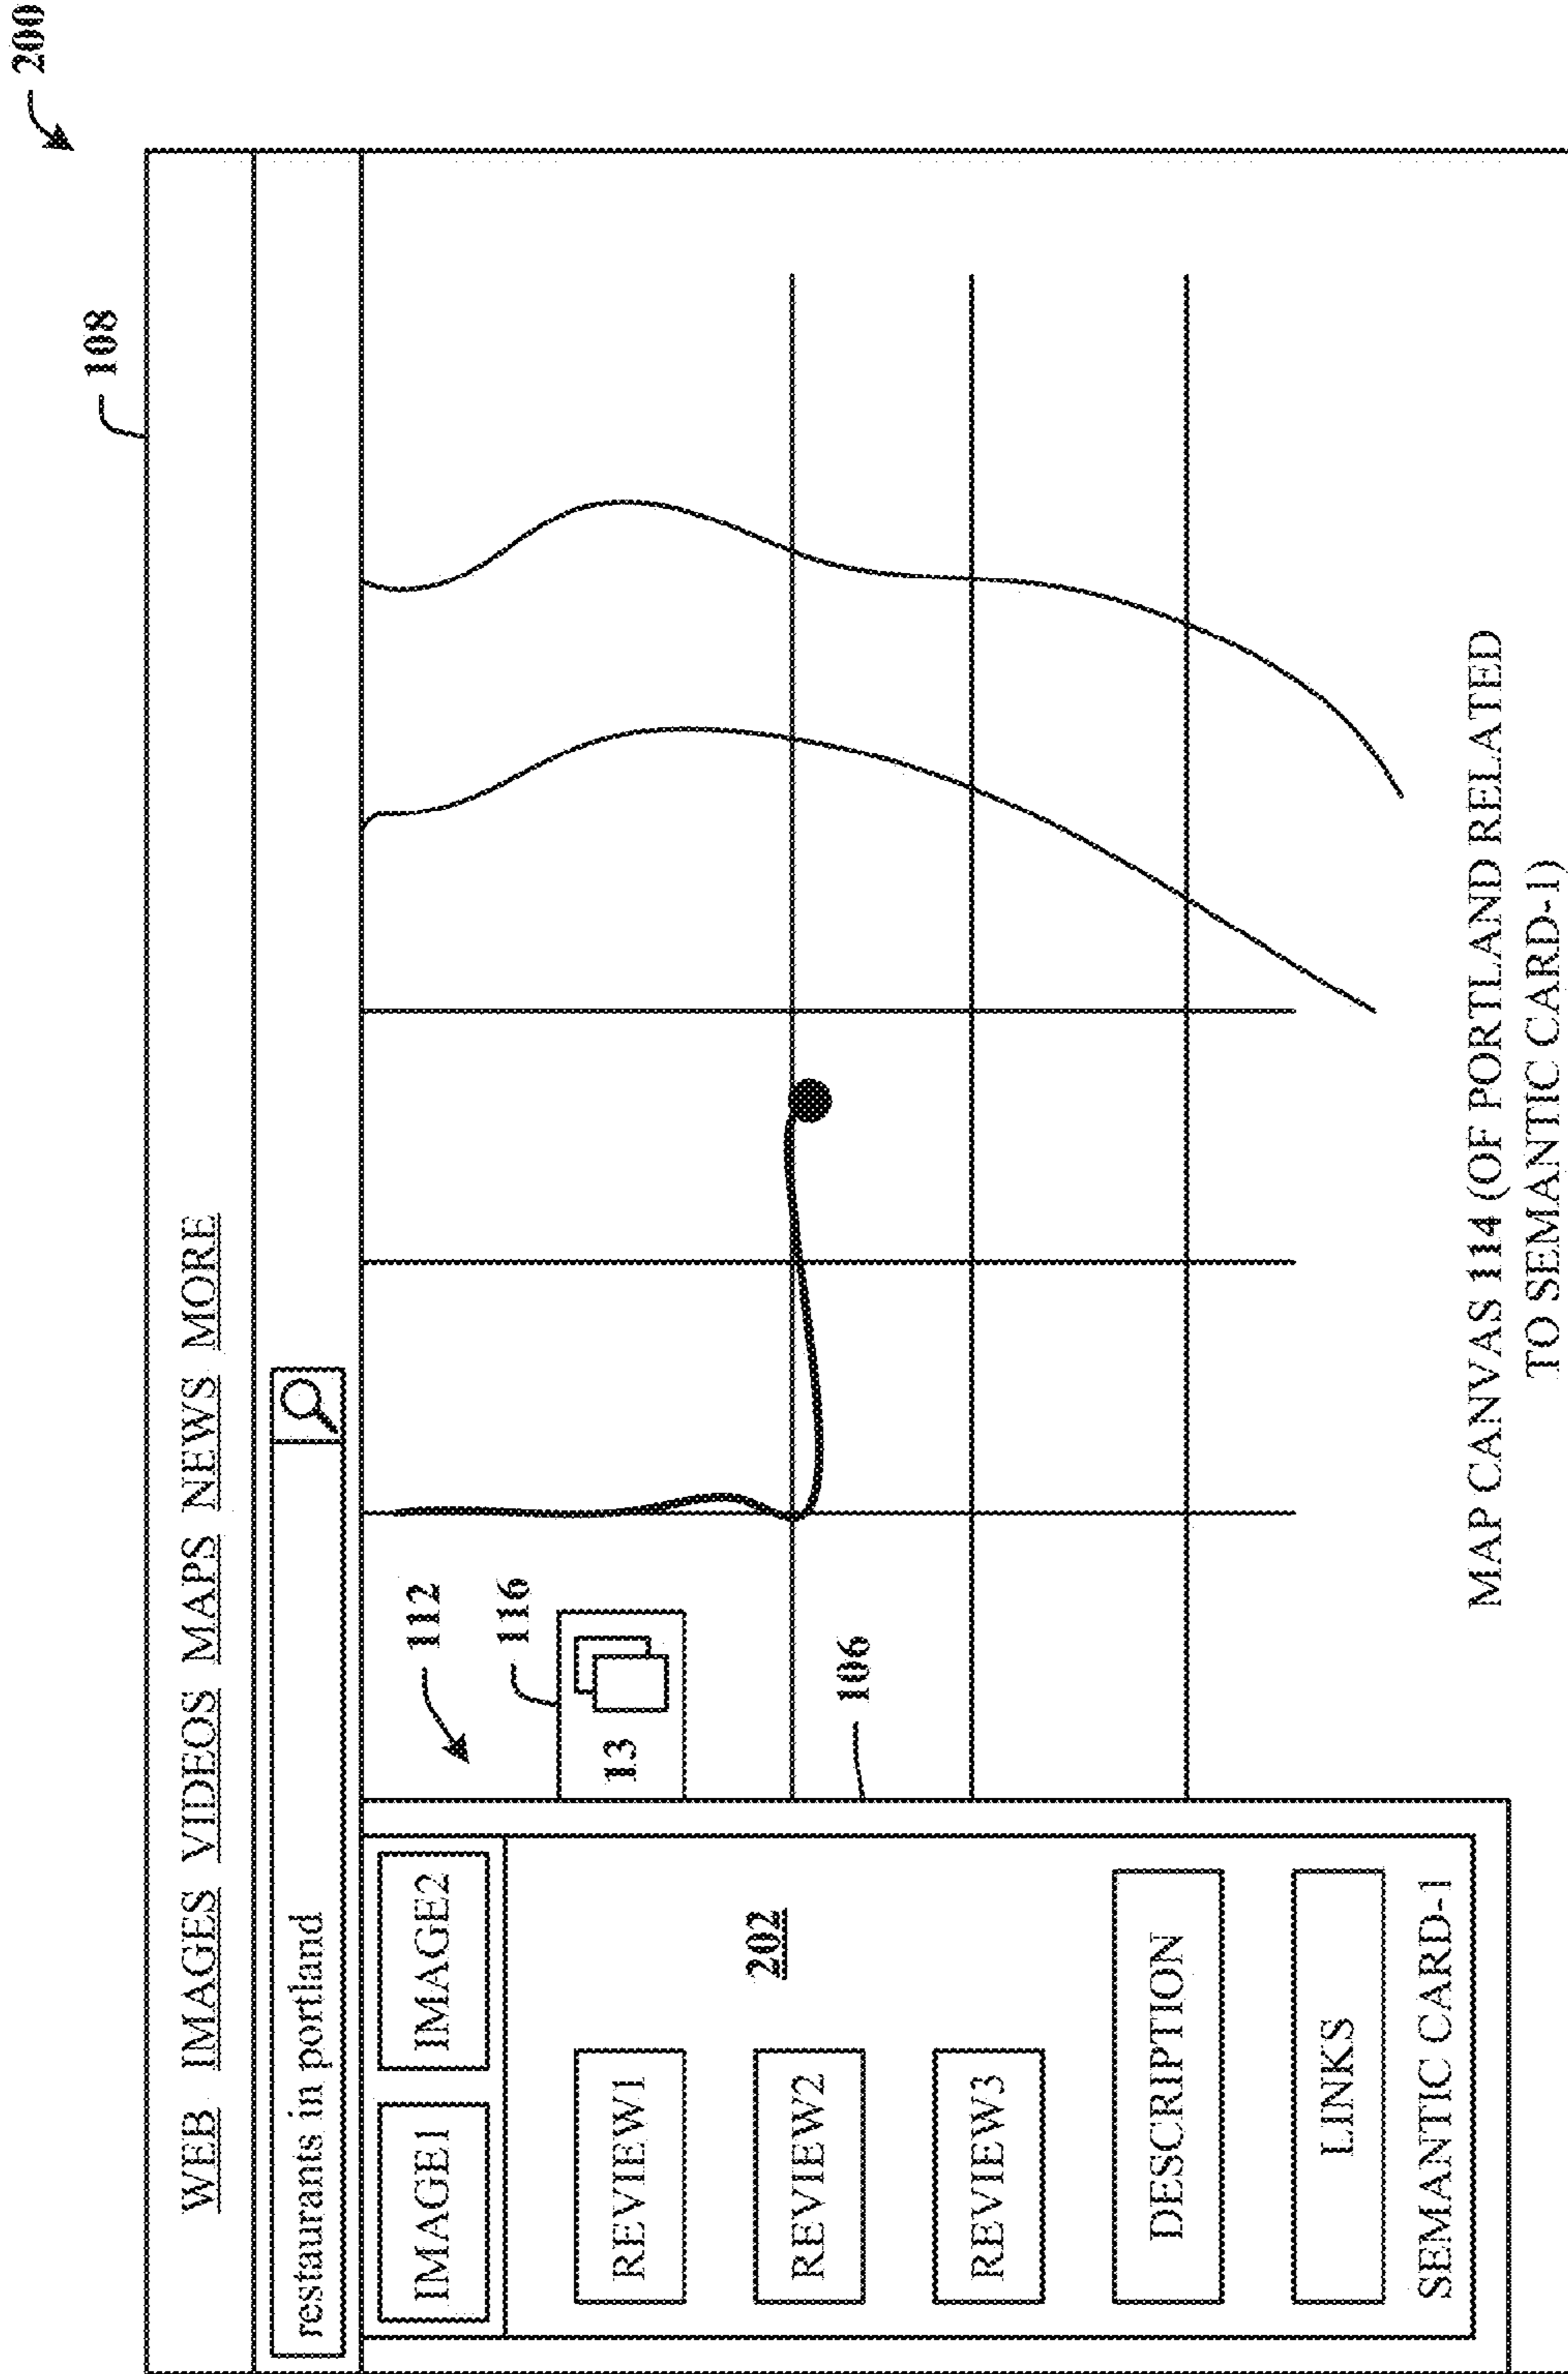 200
108
WEB IMAGES VIDEOS MAPS NEWS MORE
restaurants in portland
IMAGE1
IMAGE2
112
116
13
REVIEW1
202
REVIEW2
106
REVIEW3
DESCRIPTION
LINKS
SEMANTIC CARD-1
MAP CANVAS 114 (OF PORTLAND RELATED
TO SEMANTIC CARD-1)